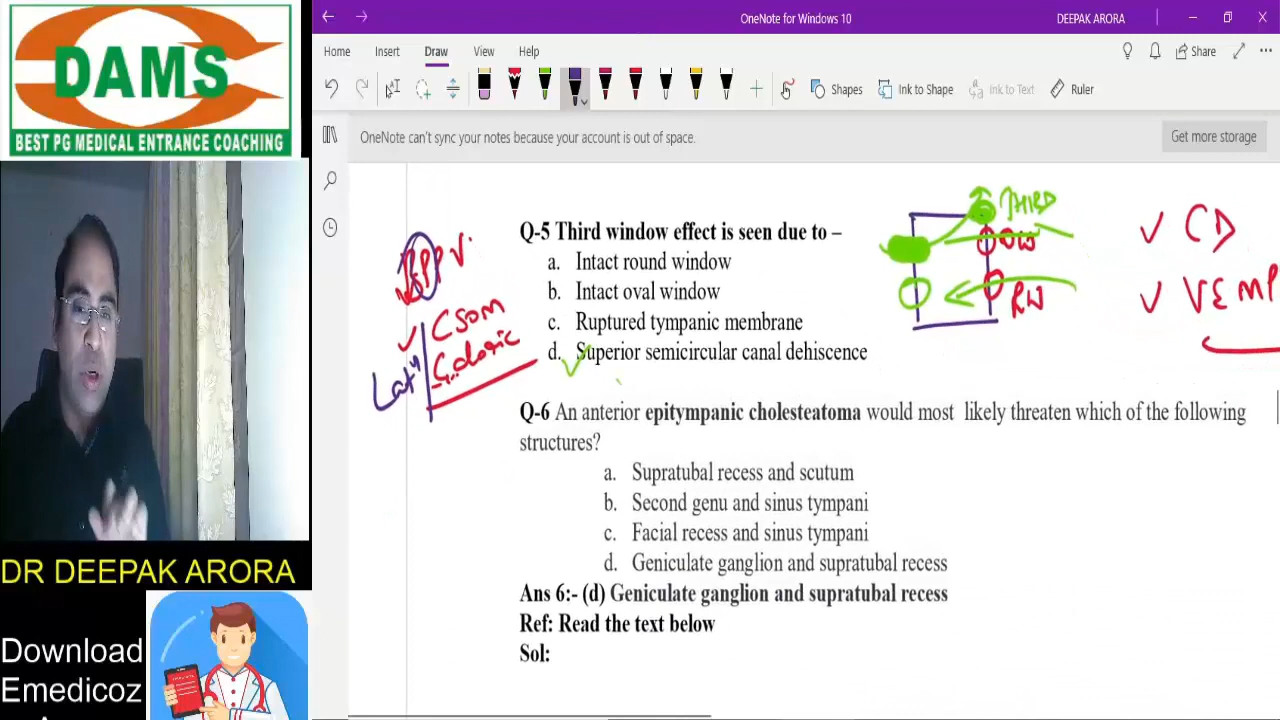 DAMS
BEST PG MEDICAL ENTRANCE COACHING
OneNote for Windows 10
DEEPAK ARORA
Home Insert Draw View Help
Share
Shapes Ink to Shape Ink to Text Ink to Math Ruler
OneNote can't sync your notes because your account is out of space.
Get more storage
Q-5 Third window effect is seen due to –
a. Intact round window
b. Intact oval window
c. Ruptured tympanic membrane
d. Superior semicircular canal dehiscence
BPPV
CSOM
Caloric
THIRD
OW
RW
CD
VEMP
Q-6 An anterior epitympanic cholesteatoma would most likely threaten which of the following
structures?
a. Supratubal recess and scutum
b. Second genu and sinus tympani
c. Facial recess and sinus tympani
d. Geniculate ganglion and supratubal recess
Ans 6:- (d) Geniculate ganglion and supratubal recess
Ref: Read the text below
Sol:
DR DEEPAK ARORA
Download
Emedicoz